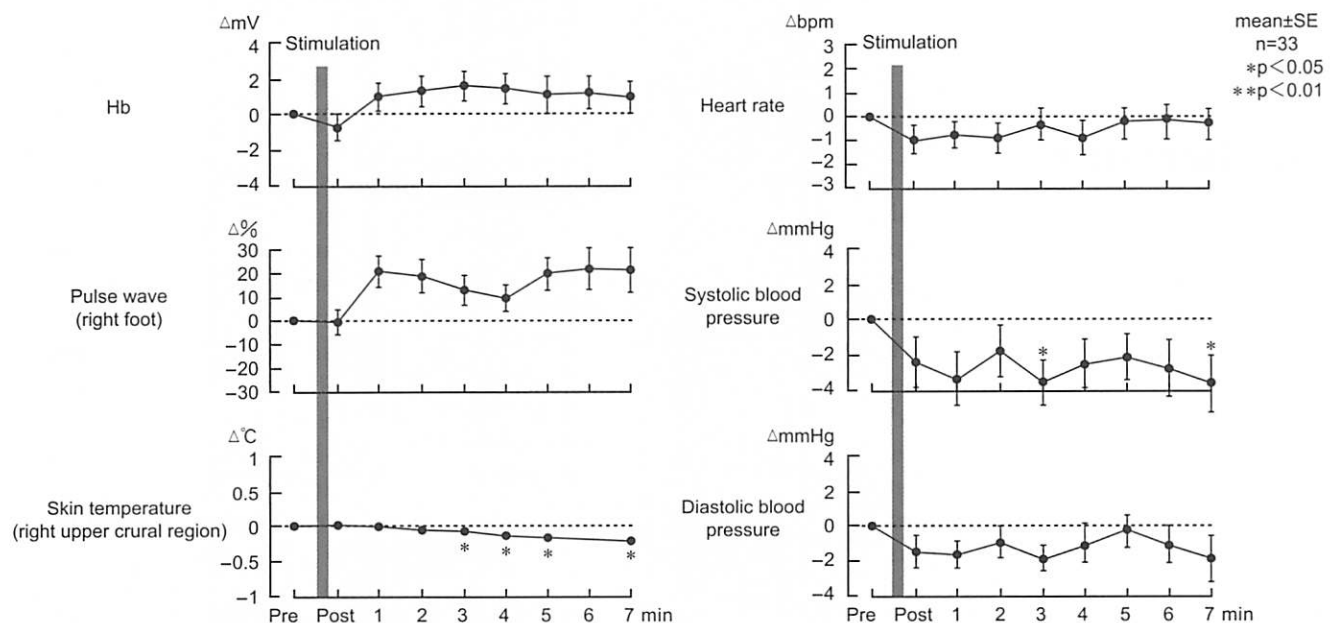 △mV
4
2
0
−2
−4
Stimulation
Hb
△%
30
20
10
0
−10
−20
−30
Pulse wave
(right foot)
△℃
1
0.5
0
−0.5
−1
Skin temperature
(right upper crural region)
* * * *
Pre Post 1 2 3 4 5 6 7 min
△bpm
3
2
1
0
−1
−2
−3
Stimulation
Heart rate
△mmHg
4
2
0
−2
−4
Systolic blood
pressure
* *
△mmHg
4
2
0
−2
−4
Diastolic blood
pressure
Pre Post 1 2 3 4 5 6 7 min
mean±SE
n=33
*p<0.05
**p<0.01